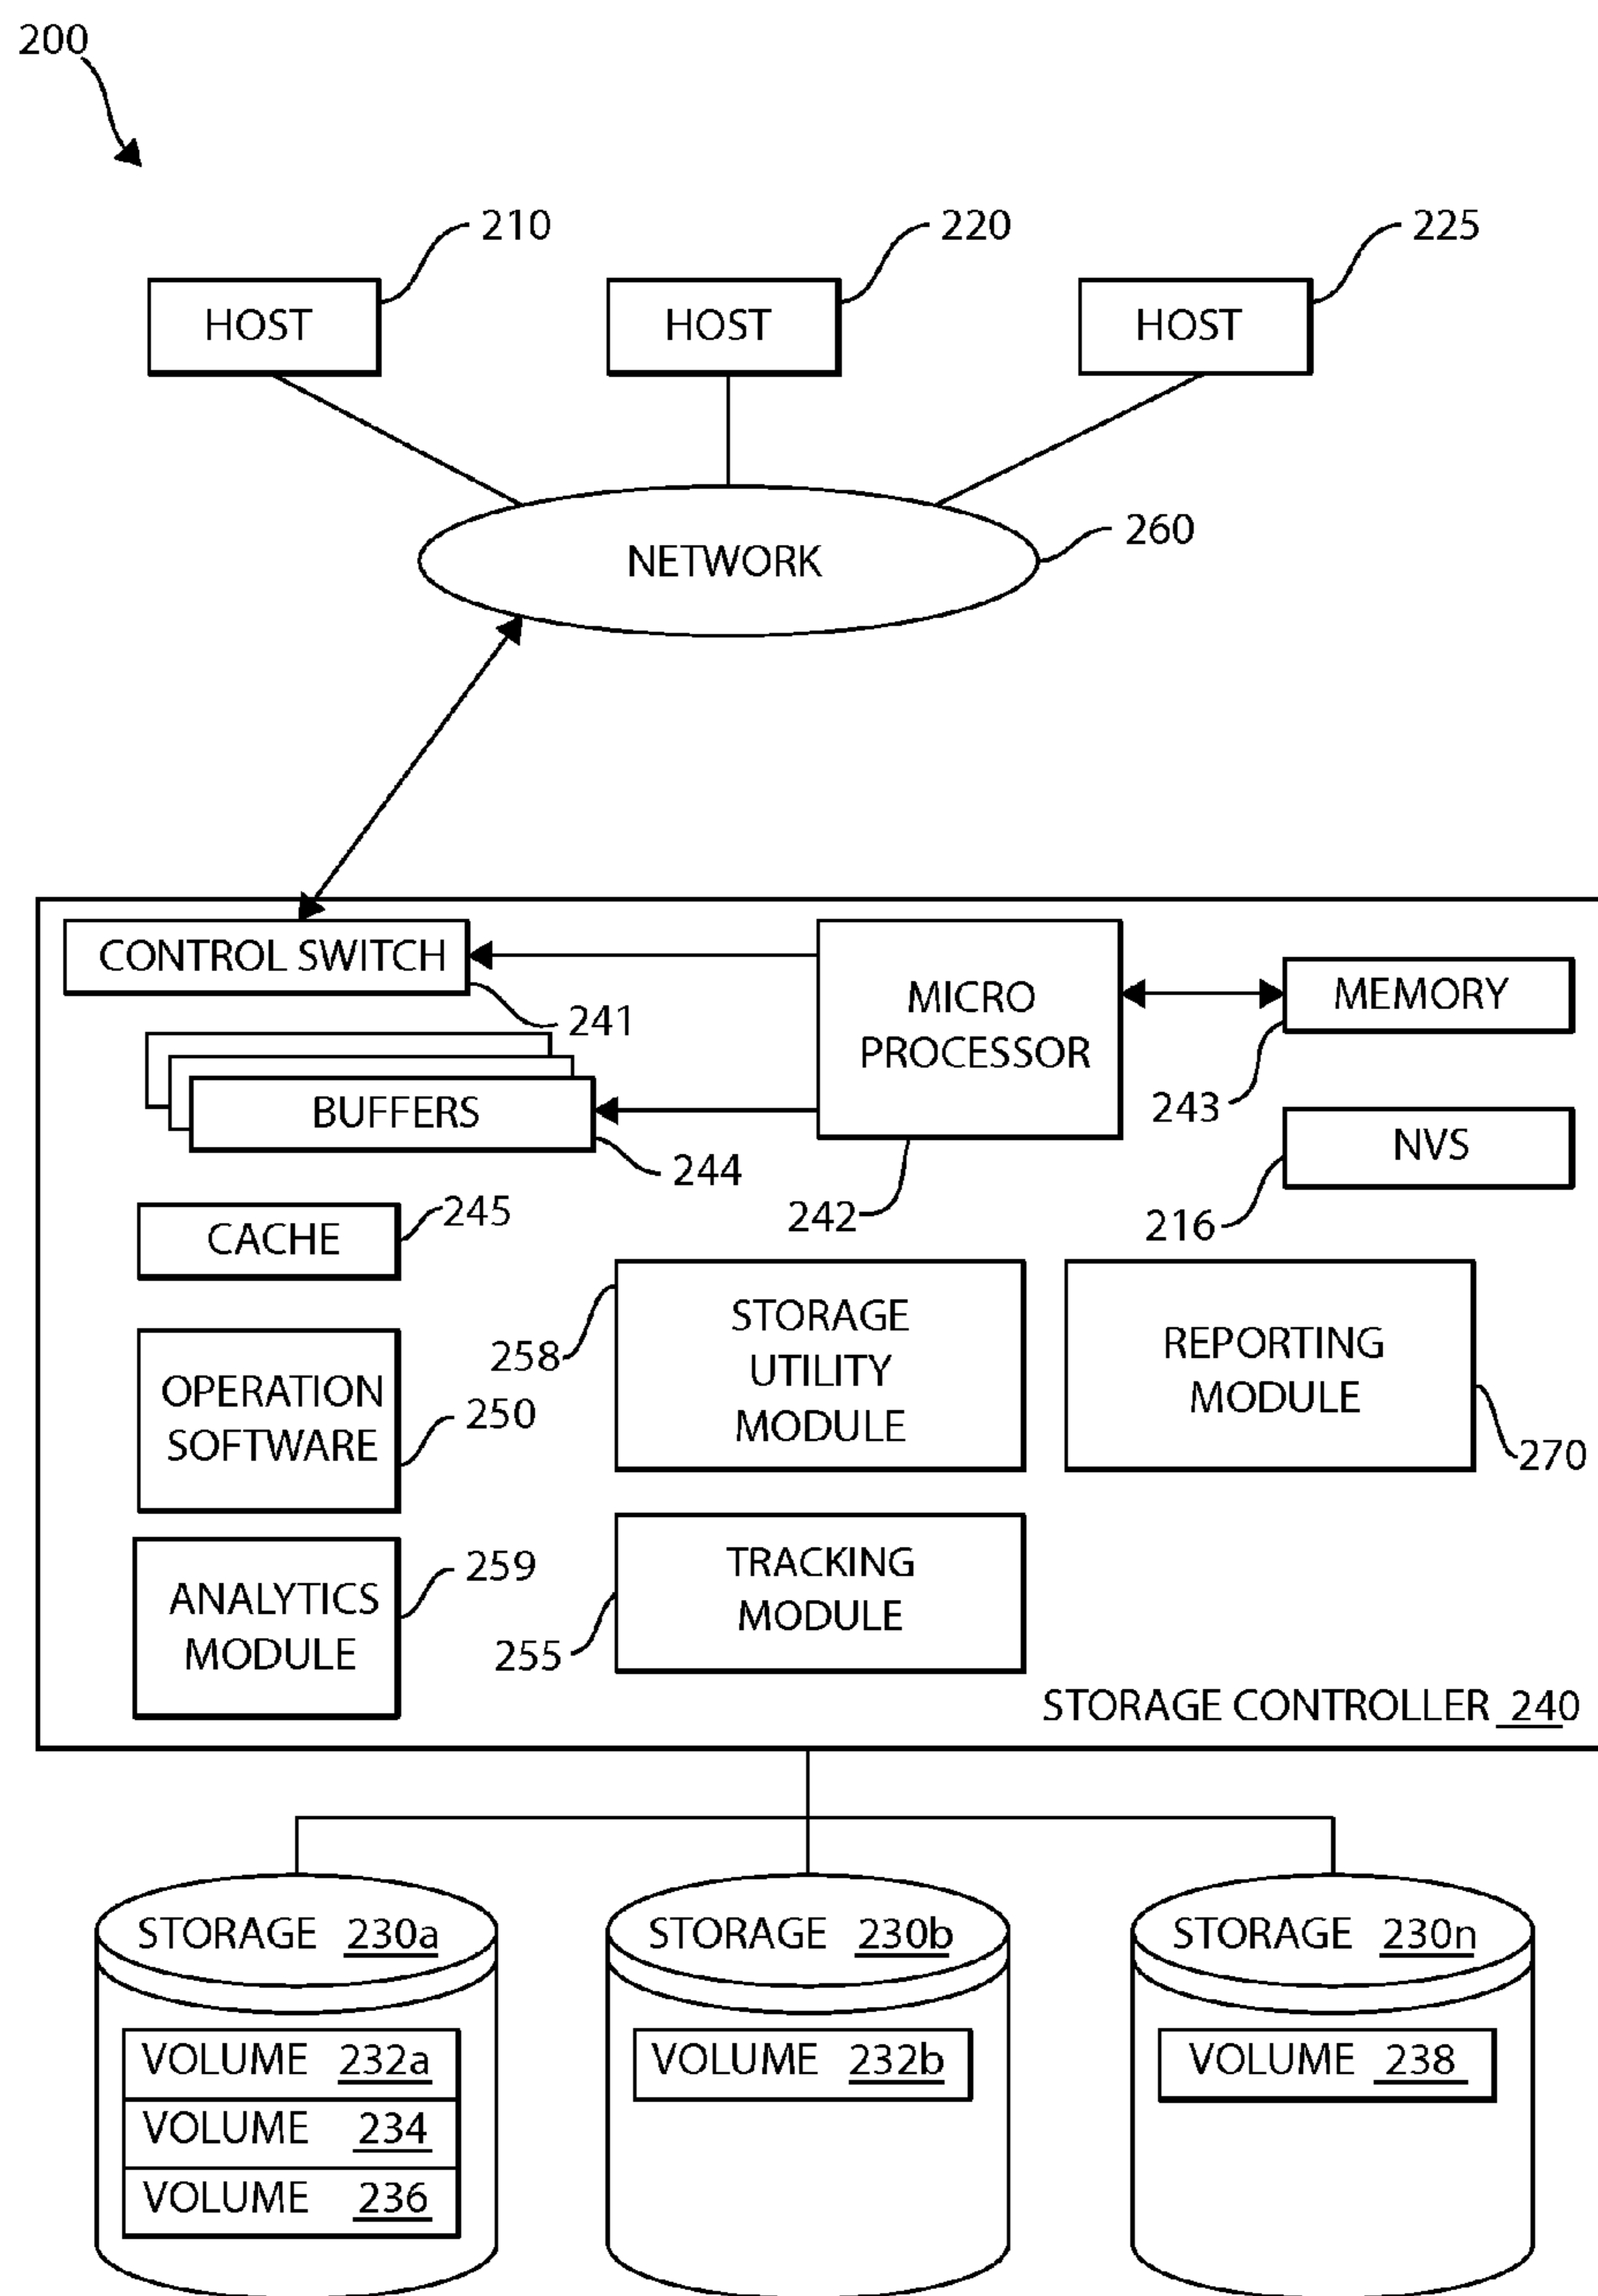 200
210
220
225
HOST
HOST
HOST
260
NETWORK
CONTROL SWITCH
241
MICRO
PROCESSOR
MEMORY
243
BUFFERS
244
NVS
242
216
245
CACHE
STORAGE
UTILITY
MODULE
258
REPORTING
MODULE
270
OPERATION
SOFTWARE
250
259
ANALYTICS
MODULE
TRACKING
MODULE
255
STORAGE CONTROLLER 240
STORAGE 230a
STORAGE 230b
STORAGE 230n
VOLUME 232a
VOLUME 234
VOLUME 236
VOLUME 232b
VOLUME 238